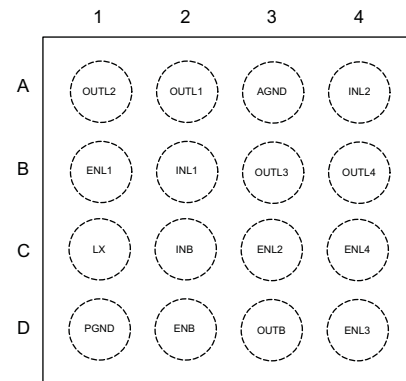 1 2 3 4
A OUTL2 OUTL1 AGND INL2
B ENL1 INL1 OUTL3 OUTL4
C LX INB ENL2 ENL4
D PGND ENB OUTB ENL3